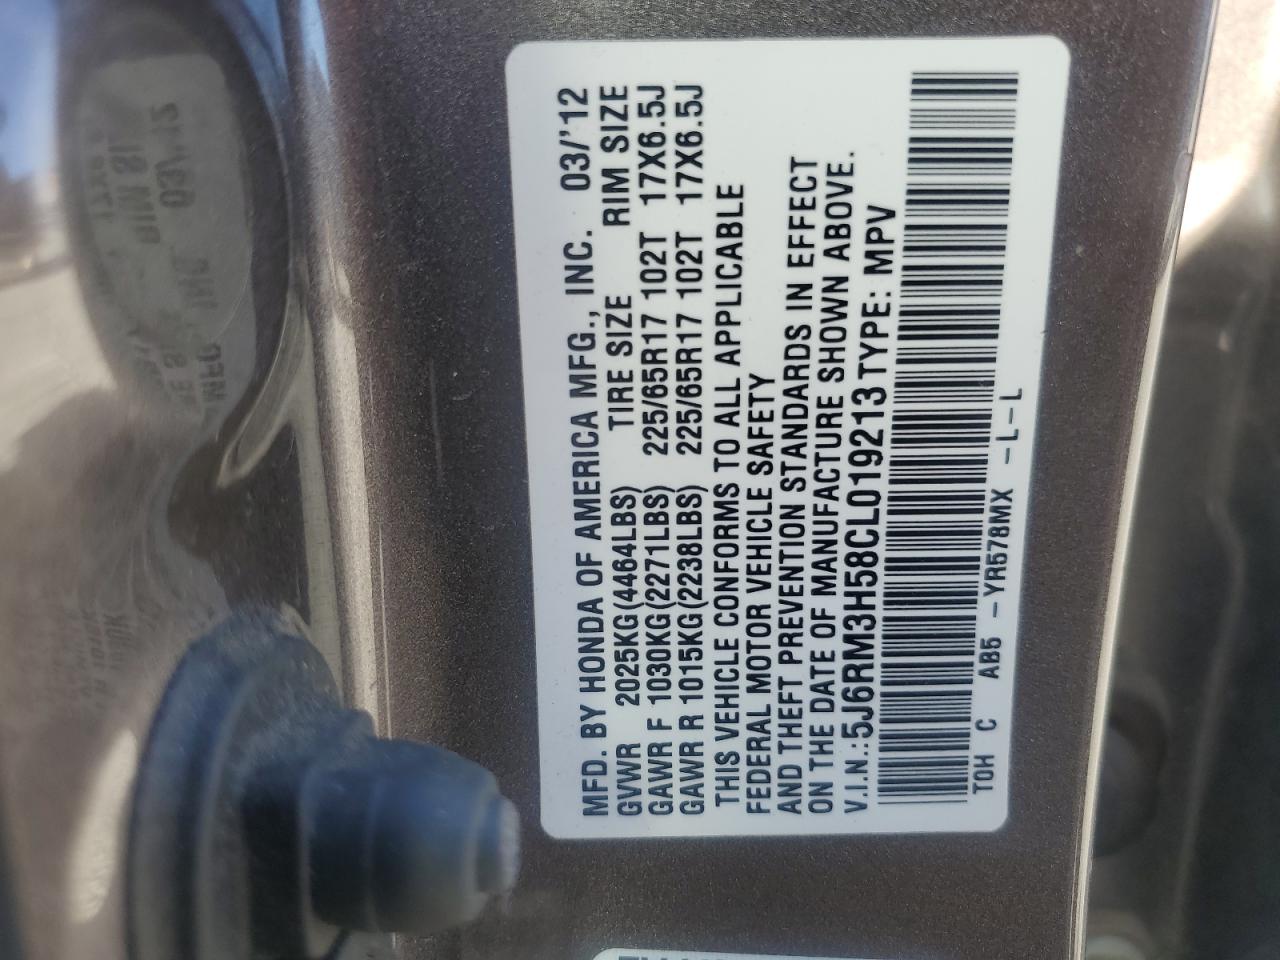 MFD. BY HONDA OF AMERICA MFG., INC. 03/'12
GVWR 2025KG(4464LBS) TIRE SIZE RIM SIZE
GAWR F 1030KG(2271LBS) 225/65R17 102T 17X6.5J
GAWR R 1015KG(2238LBS) 225/65R17 102T 17X6.5J
THIS VEHICLE CONFORMS TO ALL APPLICABLE
FEDERAL MOTOR VEHICLE SAFETY
AND THEFT PREVENTION STANDARDS IN EFFECT
ON THE DATE OF MANUFACTURE SHOWN ABOVE.
V.I.N.:5J6RM3H58CL019213 TYPE: MPV
TOH C AB5 -YR578MX -L-L